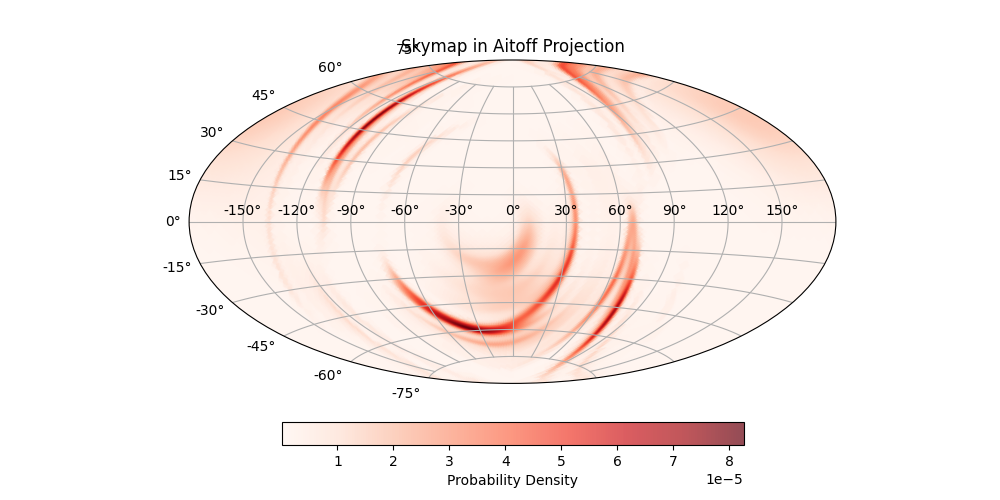 Skymap in Aitoff Projection
75°
60°
45°
30°
15°
-150° -120° -90° -60° -30° 0° 30° 60° 90° 120° 150°
0°
-15°
-30°
-45°
-60°
-75°
1 2 3 4 5 6 7 8
1e−5
Probability Density